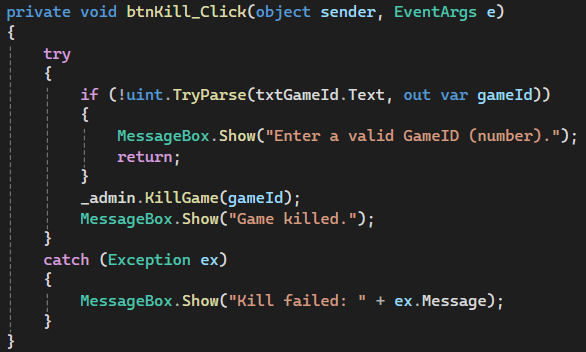 private void btnKill_Click(object sender, EventArgs e)
{
    try
    {
        if (!uint.TryParse(txtGameId.Text, out var gameId))
        {
            MessageBox.Show("Enter a valid GameID (number).");
            return;
        }
        _admin.KillGame(gameId);
        MessageBox.Show("Game killed.");
    }
    catch (Exception ex)
    {
        MessageBox.Show("Kill failed: " + ex.Message);
    }
}